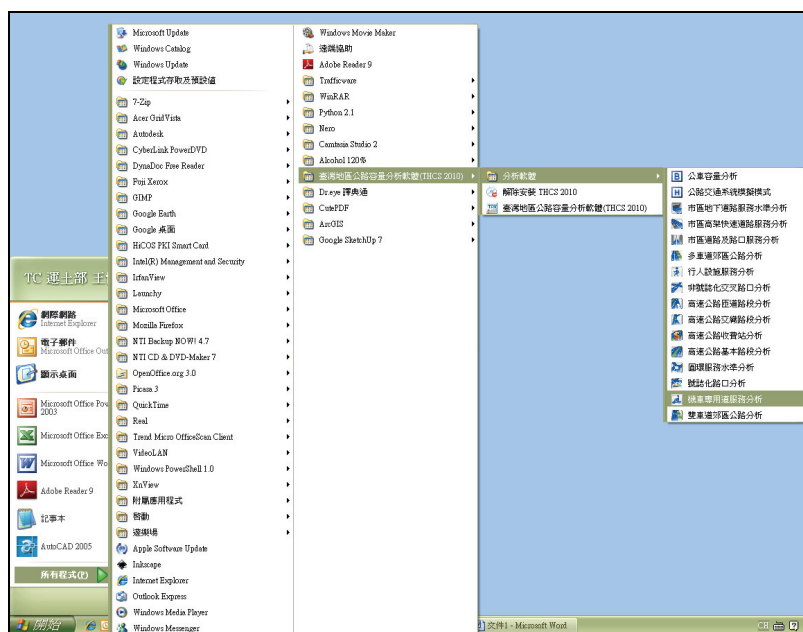 Microsoft Update
Windows Catalog
Windows Update
設定程式存取及預設值
7-Zip
Acer GridVista
Autodesk
CyberLink PowerDVD
DynaDoc Free Reader
Fuji Xerox
GIMP
Google Earth
Google 桌面
HiCOS PKI Smart Card
Intel(R) Management and Security
IrfanView
Launchy
Microsoft Office
Mozilla Firefox
NTI Backup NOW! 4.7
NTI CD & DVD-Maker 7
OpenOffice.org 3.0
Picasa 3
QuickTime
Real
Trend Micro OfficeScan Client
VideoLAN
Windows PowerShell 1.0
XnView
附屬應用程式
啟動
遊樂場
Apple Software Update
Inkscape
Internet Explorer
Outlook Express
Windows Media Player
Windows Messenger
Windows Movie Maker
遠端協助
Adobe Reader 9
Trafficware
WinRAR
Python 2.1
Nero
Camtasia Studio 2
Alcohol 120%
臺灣地區公路容量分析軟體(THCS 2010)
Dr.eye 譯典通
CutePDF
ArcGIS
Google SketchUp 7
分析軟體
解除安裝 THCS 2010
臺灣地區公路容量分析軟體(THCS 2010)
公車容量分析
公路交通系統模擬模式
市區地下道路服務水準分析
市區高架快速道路服務分析
市區道路及路口服務分析
多車道郊區公路分析
行人設施服務分析
非號誌化交叉路口分析
高速公路匝道路段分析
高速公路交織路段分析
高速公路收費站分析
高速公路基本路段分析
圓環服務水準分析
號誌化路口分析
機車專用道服務分析
雙車道郊區公路分析
TC 運土部 王
網際網路
Internet Explorer
電子郵件
Microsoft Office Out
顯示桌面
Microsoft Office Pow
2003
Microsoft Office Exc
Microsoft Office Wo
Adobe Reader 9
記事本
AutoCAD 2005
所有程式(P)
開始
文件1 - Microsoft Word
CH